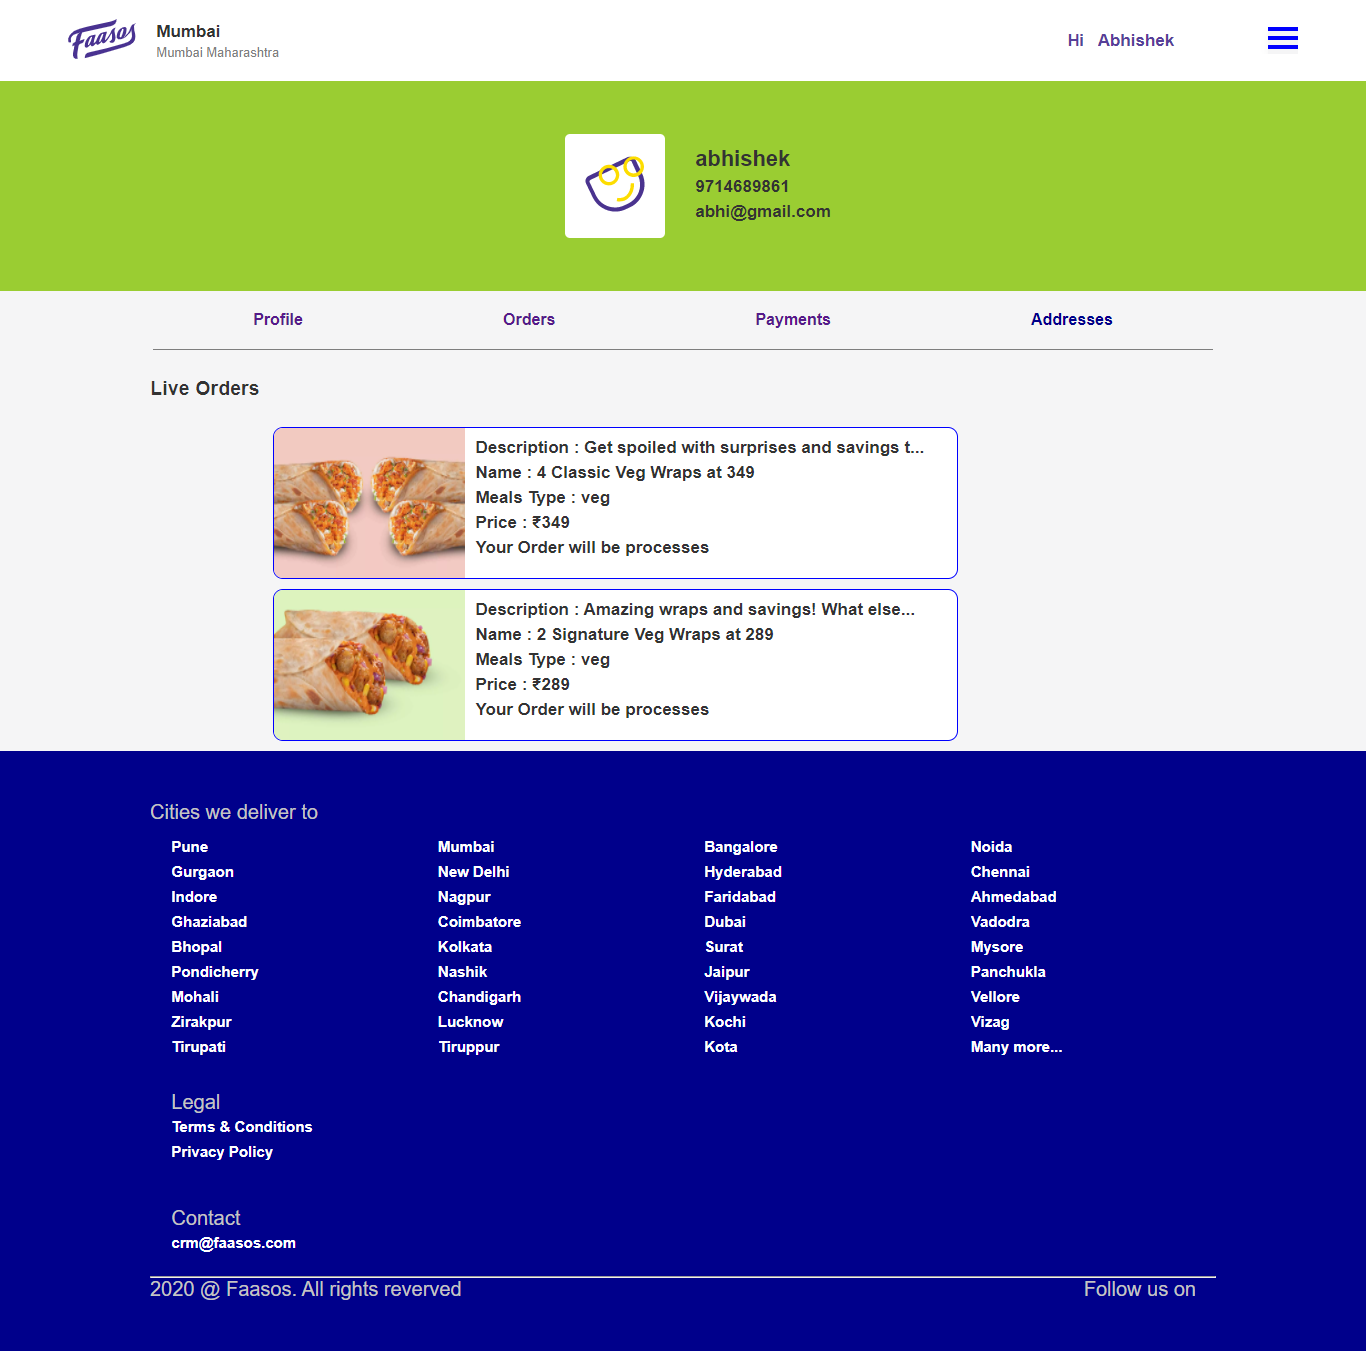 Faasos
Mumbai
Mumbai Maharashtra
Hi Abhishek
abhishek
9714689861
abhi@gmail.com
Profile Orders Payments Addresses
Live Orders
Description : Get spoiled with surprises and savings t...
Name : 4 Classic Veg Wraps at 349
Meals Type : veg
Price : ₹349
Your Order will be processes
Description : Amazing wraps and savings! What else...
Name : 2 Signature Veg Wraps at 289
Meals Type : veg
Price : ₹289
Your Order will be processes
Cities we deliver to
Pune Mumbai Bangalore Noida
Gurgaon New Delhi Hyderabad Chennai
Indore Nagpur Faridabad Ahmedabad
Ghaziabad Coimbatore Dubai Vadodra
Bhopal Kolkata Surat Mysore
Pondicherry Nashik Jaipur Panchukla
Mohali Chandigarh Vijaywada Vellore
Zirakpur Lucknow Kochi Vizag
Tirupati Tiruppur Kota Many more...
Legal
Terms & Conditions
Privacy Policy
Contact
crm@faasos.com
2020 @ Faasos. All rights reverved Follow us on